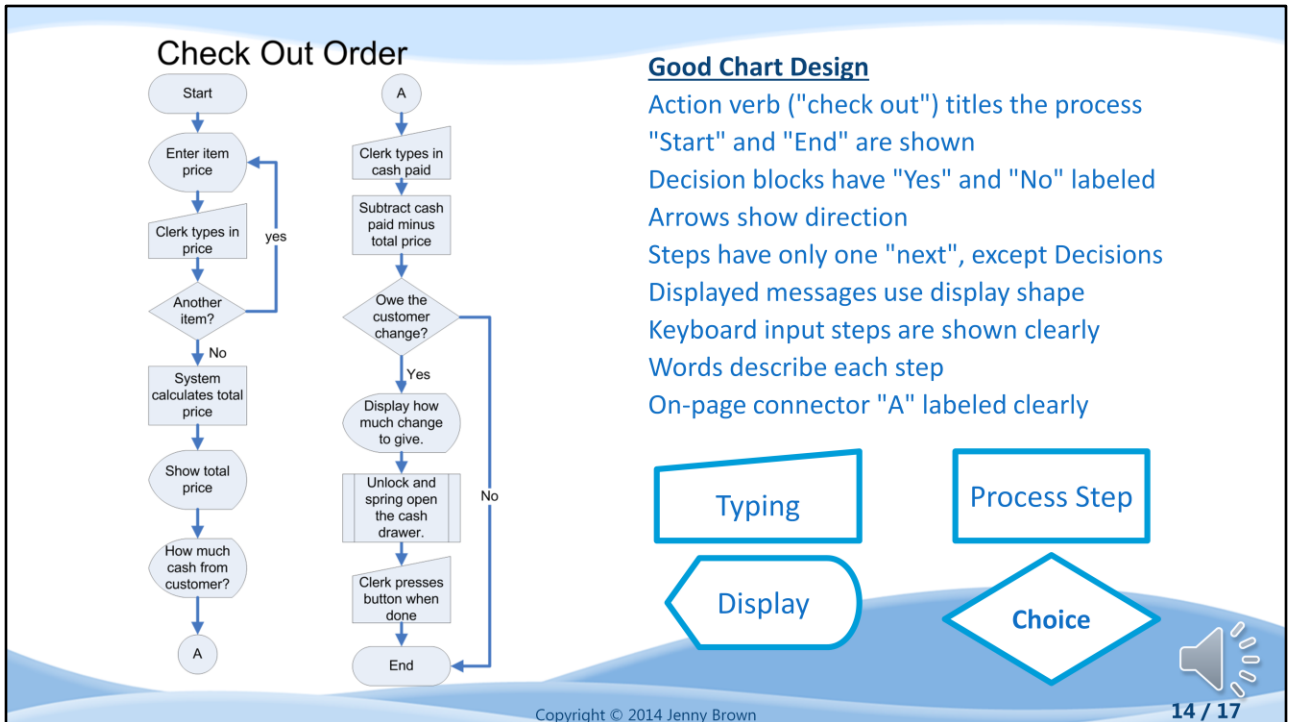 Check Out Order
Start
Enter item
price
Clerk types in
price
yes
Another
item?
No
System
calculates total
price
Show total
price
How much
cash from
customer?
A
A
Clerk types in
cash paid
Subtract cash
paid minus
total price
Owe the
customer
change?
Yes
Display how
much change
to give.
Unlock and
spring open
the cash
drawer.
No
Clerk presses
button when
done
End
Good Chart Design
Action verb ("check out") titles the process
"Start" and "End" are shown
Decision blocks have "Yes" and "No" labeled
Arrows show direction
Steps have only one "next", except Decisions
Displayed messages use display shape
Keyboard input steps are shown clearly
Words describe each step
On-page connector "A" labeled clearly
Typing
Process Step
Display
Choice
Copyright © 2014 Jenny Brown
14 / 17